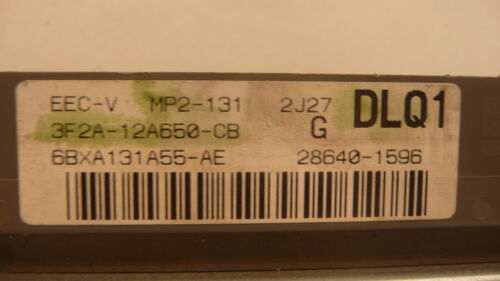 EEC-V MP2-131 2J27 DLQ1
3F2A-12A650-CB G
6BXA131A55-AE 28640-1596